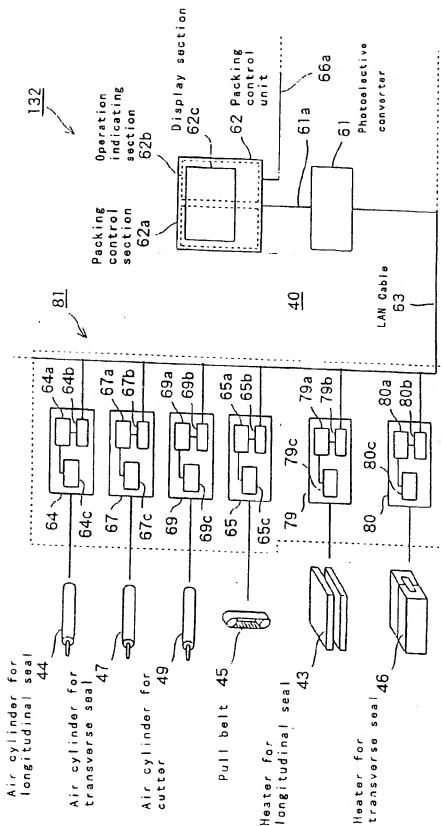 Air cylinder for
longitudinal seal
44
Air cylinder for
transverse seal
47
Air cylinder for
cutter
49
Pull belt
45
Heater for
longitudinal seal
43
Heater for
transverse seal
46
64
64a
64b
64c
67
67a
67b
67c
69
69a
69b
69c
65
65a
65b
65c
79
79a
79b
79c
80
80a
80b
80c
81
40
LAN Cable
63
132
Packing
control
section
62a
Operation
indicating
section
62b
Display section
62c
62 Packing
control
unit
66a
61a
61
Photoelective
converter